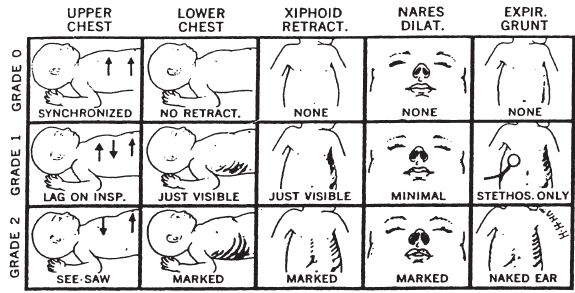 UPPER CHEST LOWER CHEST XIPHOID RETRACT. NARES DILAT. EXPIR. GRUNT
GRADE 0
SYNCHRONIZED NO RETRACT. NONE NONE NONE
GRADE 1
LAG ON INSP. JUST VISIBLE JUST VISIBLE MINIMAL STETHOS. ONLY
GRADE 2
SEE-SAW MARKED MARKED MARKED NAKED EAR